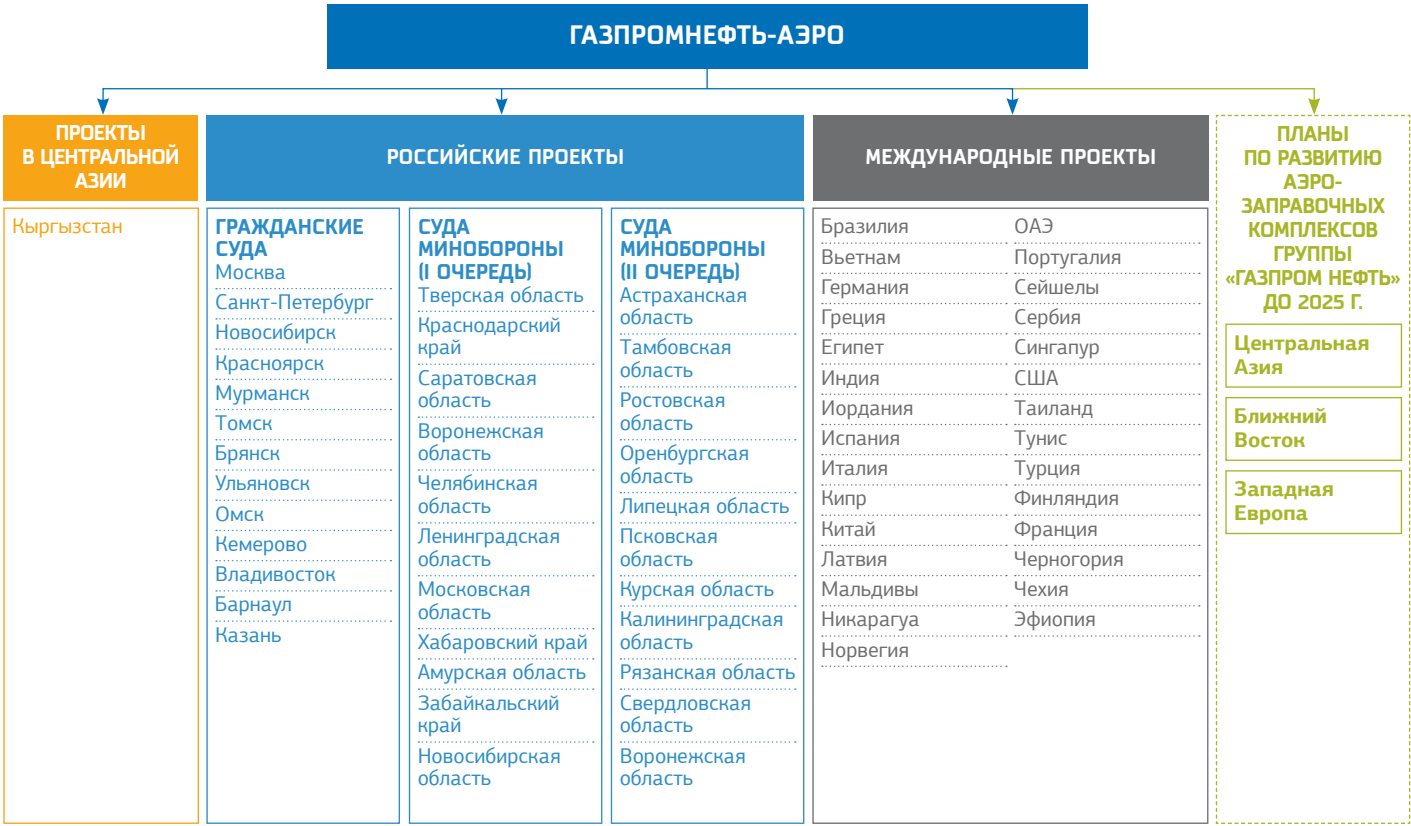 ГАЗПРОМНЕФТЬ-АЭРО
ПРОЕКТЫ
В ЦЕНТРАЛЬНОЙ
АЗИИ
Кыргызстан
РОССИЙСКИЕ ПРОЕКТЫ
ГРАЖДАНСКИЕ
СУДА
Москва
Санкт-Петербург
Новосибирск
Красноярск
Мурманск
Томск
Брянск
Ульяновск
Омск
Кемерово
Владивосток
Барнаул
Казань
СУДА
МИНОБОРОНЫ
(I ОЧЕРЕДЬ)
Тверская область
Краснодарский
край
Саратовская
область
Воронежская
область
Челябинская
область
Ленинградская
область
Московская
область
Хабаровский край
Амурская область
Забайкальский
край
Новосибирская
область
СУДА
МИНОБОРОНЫ
(II ОЧЕРЕДЬ)
Астраханская
область
Тамбовская
область
Ростовская
область
Оренбургская
область
Липецкая область
Псковская
область
Курская область
Калининградская
область
Рязанская область
Свердловская
область
Воронежская
область
МЕЖДУНАРОДНЫЕ ПРОЕКТЫ
Бразилия
Вьетнам
Германия
Греция
Египет
Индия
Иордания
Испания
Италия
Кипр
Китай
Латвия
Мальдивы
Никарагуа
Норвегия
ОАЭ
Португалия
Сейшелы
Сербия
Сингапур
США
Таиланд
Тунис
Турция
Финляндия
Франция
Черногория
Чехия
Эфиопия
ПЛАНЫ
ПО РАЗВИТИЮ
АЭРО-
ЗАПРАВОЧНЫХ
КОМПЛЕКСОВ
ГРУППЫ
«ГАЗПРОМ НЕФТЬ»
ДО 2025 Г.
Центральная
Азия
Ближний
Восток
Западная
Европа